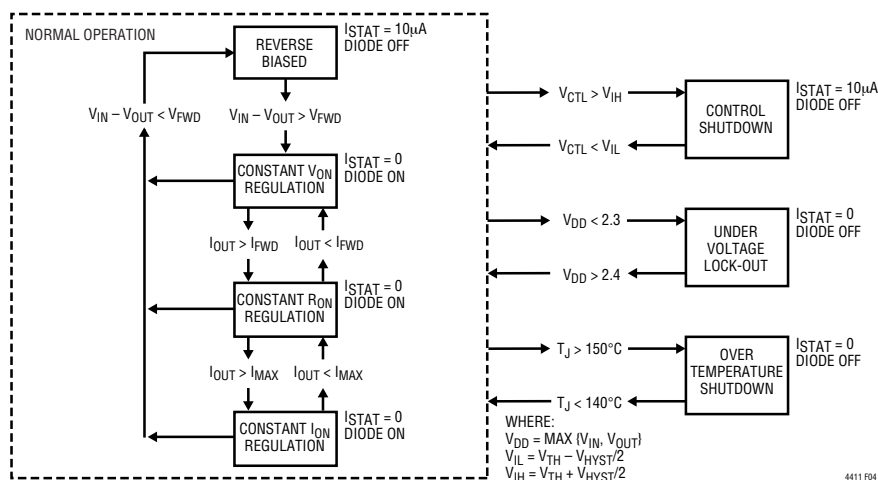 NORMAL OPERATION
REVERSE
BIASED
ISTAT = 10μA
DIODE OFF
VIN – VOUT < VFWD
VIN – VOUT > VFWD
CONSTANT VON
REGULATION
ISTAT = 0
DIODE ON
IOUT > IFWD
IOUT < IFWD
CONSTANT RON
REGULATION
ISTAT = 0
DIODE ON
IOUT > IMAX
IOUT < IMAX
CONSTANT ION
REGULATION
ISTAT = 0
DIODE ON
VCTL > VIH
VCTL < VIL
CONTROL
SHUTDOWN
ISTAT = 10μA
DIODE OFF
VDD < 2.3
VDD > 2.4
UNDER
VOLTAGE
LOCK-OUT
ISTAT = 0
DIODE OFF
TJ > 150°C
TJ < 140°C
OVER
TEMPERATURE
SHUTDOWN
ISTAT = 0
DIODE OFF
WHERE:
VDD = MAX {VIN, VOUT}
VIL = VTH – VHYST/2
VIH = VTH + VHYST/2
4411 F04